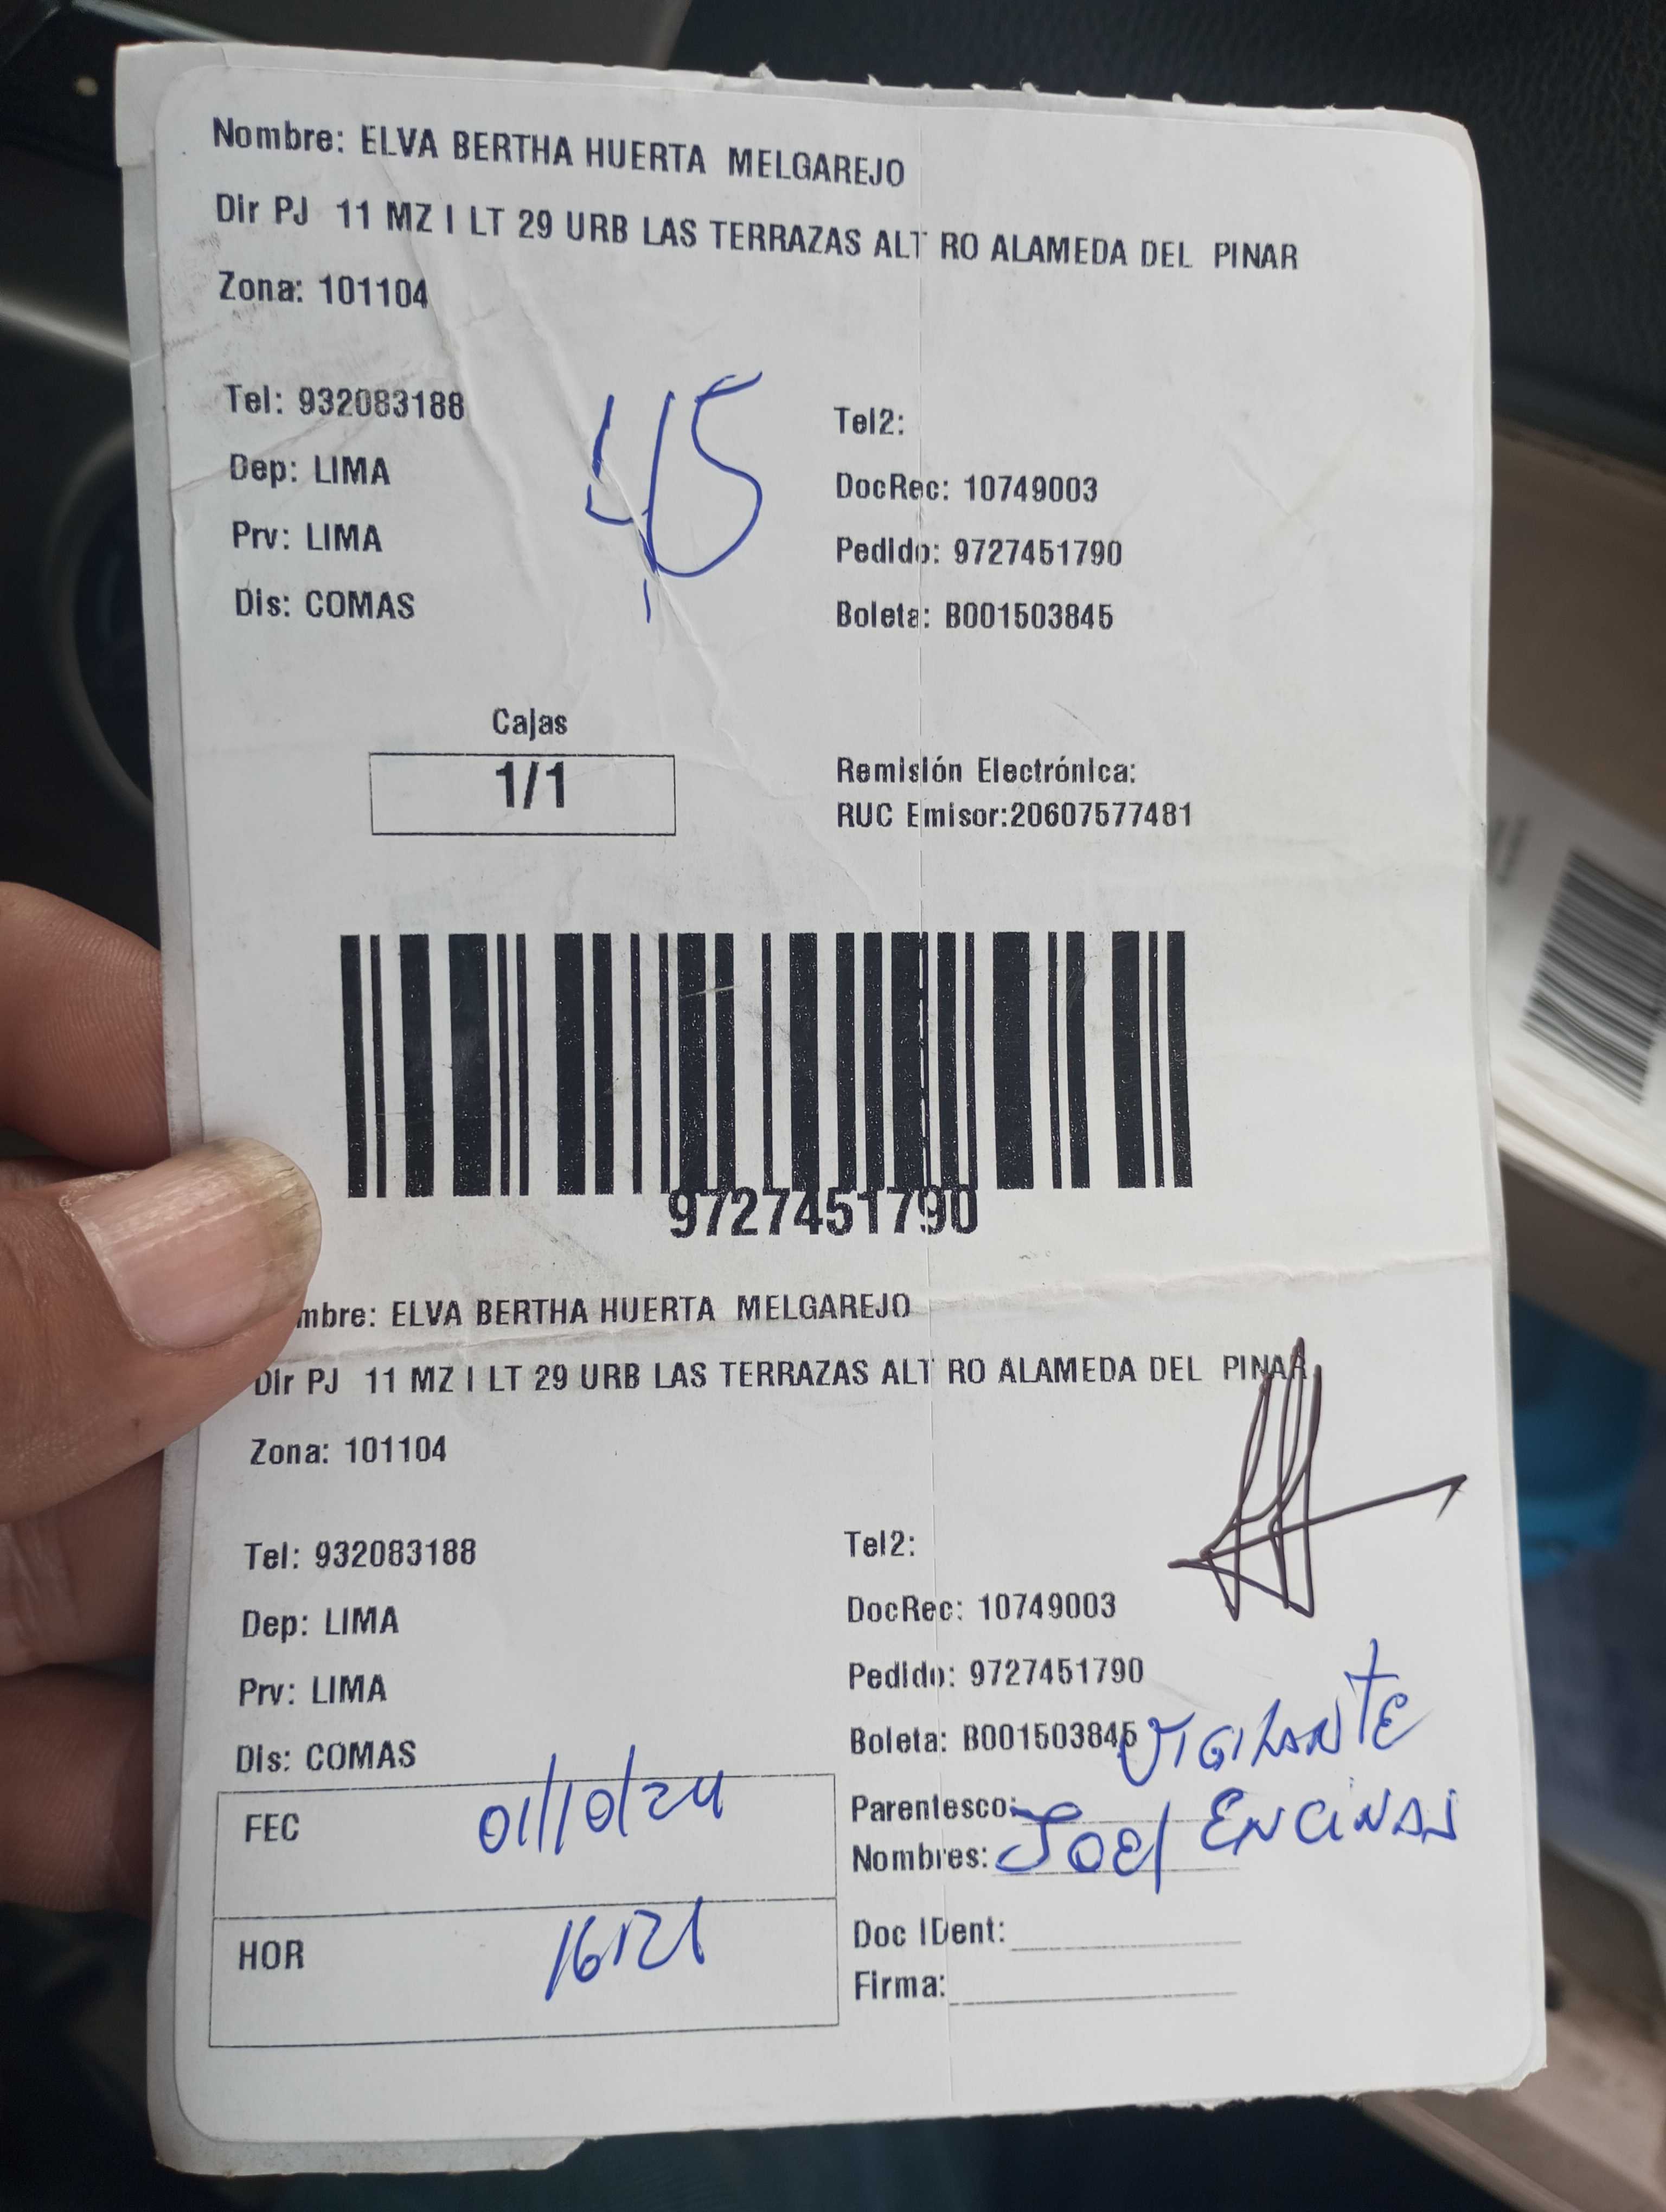 Nombre: ELVA BERTHA HUERTA MELGAREJO
Dir PJ 11 MZ I LT 29 URB LAS TERRAZAS ALT RO ALAMEDA DEL PINAR
Zona: 101104
45
Tel: 932083188
Tel2:
Dep: LIMA
DocRec: 10749003
Prv: LIMA
Pedido: 9727451790
Dis: COMAS
Boleta: B001503845
Cajas
1/1
Remisión Electrónica:
RUC Emisor:20607577481
9727451790
mbre: ELVA BERTHA HUERTA MELGAREJO
Dir PJ 11 MZ I LT 29 URB LAS TERRAZAS ALT RO ALAMEDA DEL PINAR
Zona: 101104
Tel: 932083188
Tel2:
Dep: LIMA
DocRec: 10749003
Prv: LIMA
Pedido: 9727451790
Dis: COMAS
Boleta: B001503845
VIGILANTE
FEC 01/10/24
Parentesco:
Nombres: Joel ENCINAS
HOR 16:21
Doc IDent:
Firma: